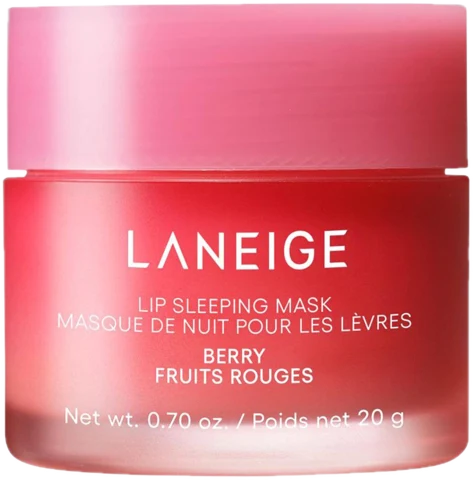 LANEIGE
LIP SLEEPING MASK
MASQUE DE NUIT POUR LES LÈVRES
BERRY
FRUITS ROUGES
Net wt. 0.70 oz. / Poids net 20 g